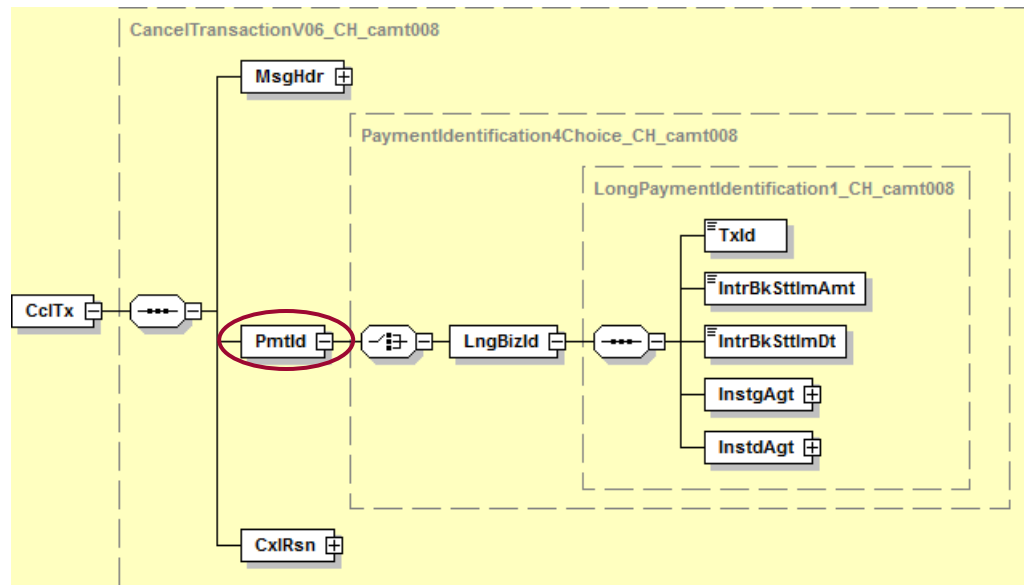 CancelTransactionV06_CH_camt008
MsgHdr
PaymentIdentification4Choice_CH_camt008
LongPaymentIdentification1_CH_camt008
TxId
IntrBkSttlmAmt
CclTx
PmtId
LngBizId
IntrBkSttlmDt
InstgAgt
InstdAgt
CxlRsn